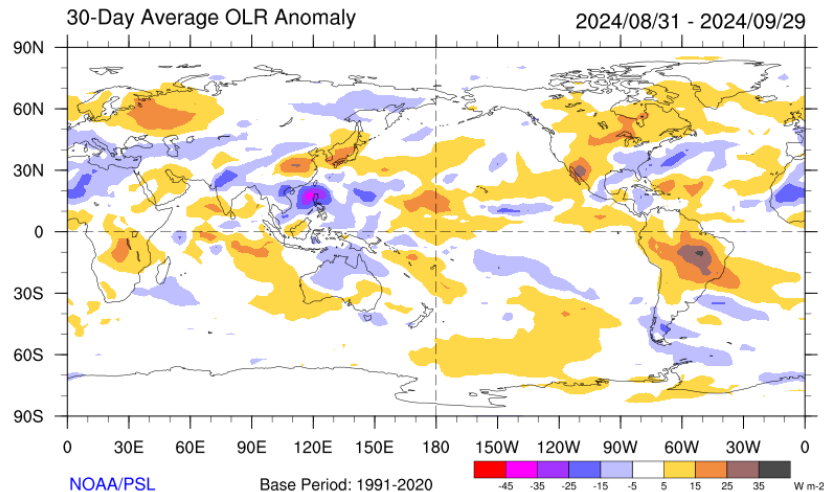 30-Day Average OLR Anomaly 2024/08/31 - 2024/09/29
90N
60N
30N
0
30S
60S
90S
0 30E 60E 90E 120E 150E 180 150W 120W 90W 60W 30W 0
NOAA/PSL Base Period: 1991-2020 -45 -35 -25 -15 -5 5 15 25 35 W m-2